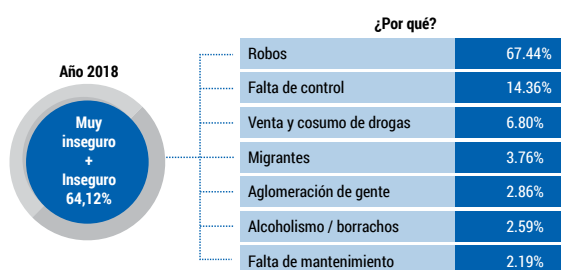 ¿Por qué?
Año 2018
Muy
inseguro
+
Inseguro
64,12%
Robos 67.44%
Falta de control 14.36%
Venta y cosumo de drogas 6.80%
Migrantes 3.76%
Aglomeración de gente 2.86%
Alcoholismo / borrachos 2.59%
Falta de mantenimiento 2.19%